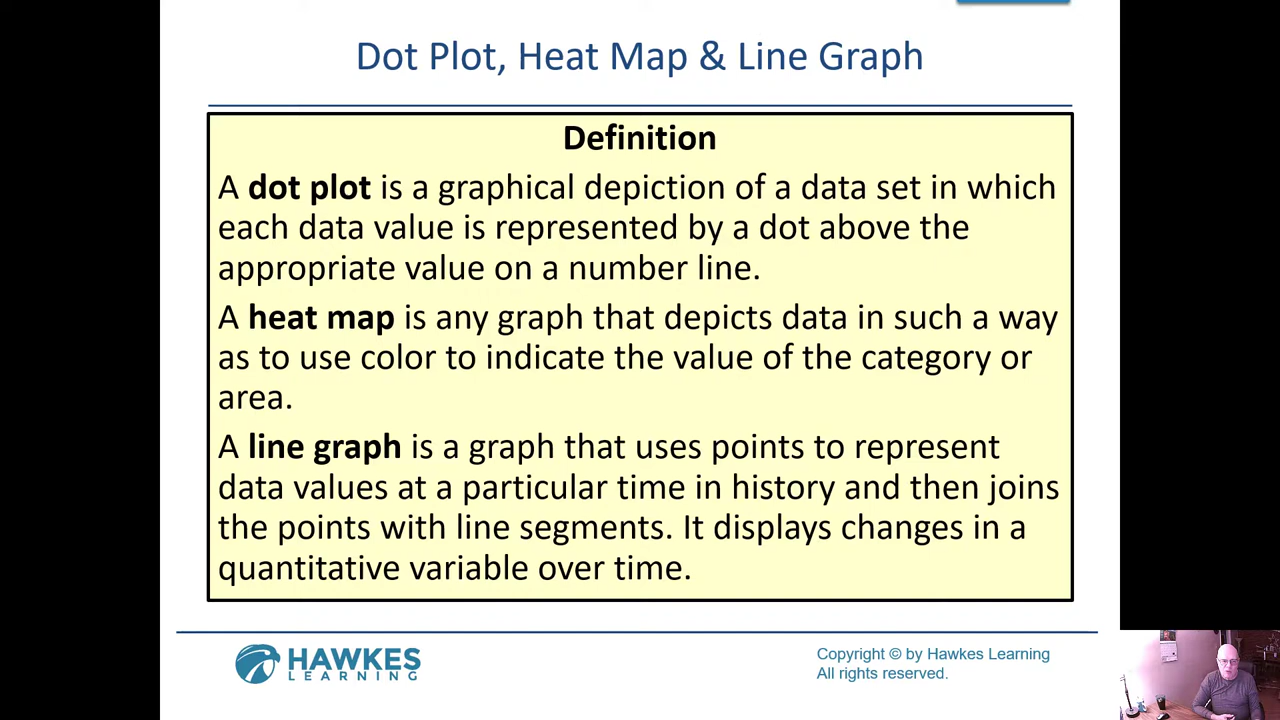 Dot Plot, Heat Map & Line Graph
Definition
A dot plot is a graphical depiction of a data set in which
each data value is represented by a dot above the
appropriate value on a number line.
A heat map is any graph that depicts data in such a way
as to use color to indicate the value of the category or
area.
A line graph is a graph that uses points to represent
data values at a particular time in history and then joins
the points with line segments. It displays changes in a
quantitative variable over time.
HAWKES
LEARNING
Copyright © by Hawkes Learning
All rights reserved.